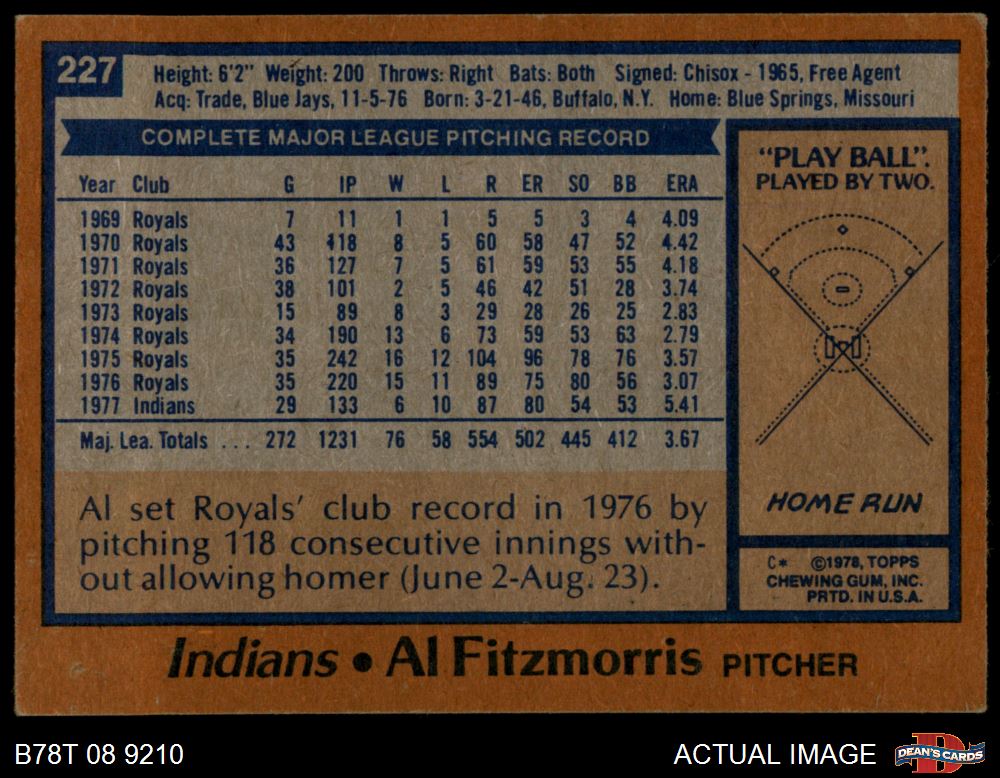 227
Height: 6'2" Weight: 200 Throws: Right Bats: Both Signed: Chisox - 1965, Free Agent
Acq: Trade, Blue Jays, 11-5-76 Born: 3-21-46, Buffalo, N.Y. Home: Blue Springs, Missouri
COMPLETE MAJOR LEAGUE PITCHING RECORD
Year Club G IP W L R ER SO BB ERA
1969 Royals 7 11 1 1 5 5 3 4 4.09
1970 Royals 43 118 8 5 60 58 47 52 4.42
1971 Royals 36 127 7 5 61 59 53 55 4.18
1972 Royals 38 101 2 5 46 42 51 28 3.74
1973 Royals 15 89 8 3 29 28 26 25 2.83
1974 Royals 34 190 13 6 73 59 53 63 2.79
1975 Royals 35 242 16 12 104 96 78 76 3.57
1976 Royals 35 220 15 11 89 75 80 56 3.07
1977 Indians 29 133 6 10 87 80 54 53 5.41
Maj. Lea. Totals ... 272 1231 76 58 554 502 445 412 3.67
Al set Royals' club record in 1976 by
pitching 118 consecutive innings with-
out allowing homer (June 2-Aug. 23).
"PLAY BALL".
PLAYED BY TWO.
HOME RUN
C* ©1978, TOPPS
CHEWING GUM, INC.
PRTD. IN U.S.A.
Indians • Al Fitzmorris PITCHER
B78T 08 9210
ACTUAL IMAGE
DEAN'S CARDS